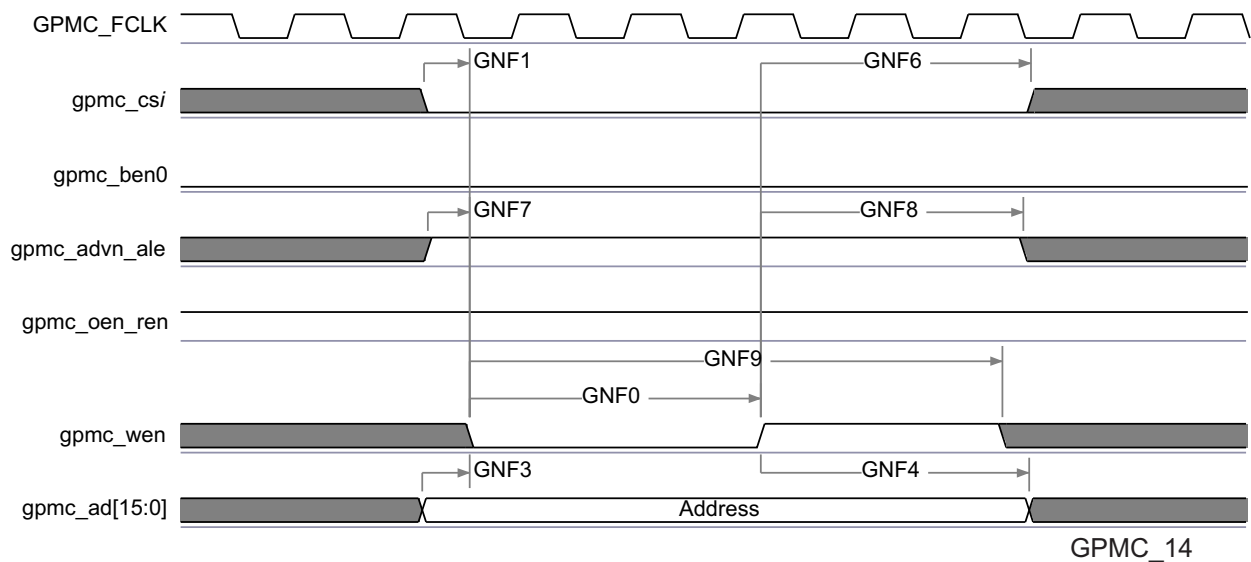 GPMC_FCLK
GNF1 GNF6
gpmc_csi
gpmc_ben0
GNF7 GNF8
gpmc_advn_ale
gpmc_oen_ren
GNF9
GNF0
gpmc_wen
GNF3 GNF4
gpmc_ad[15:0] Address
GPMC_14